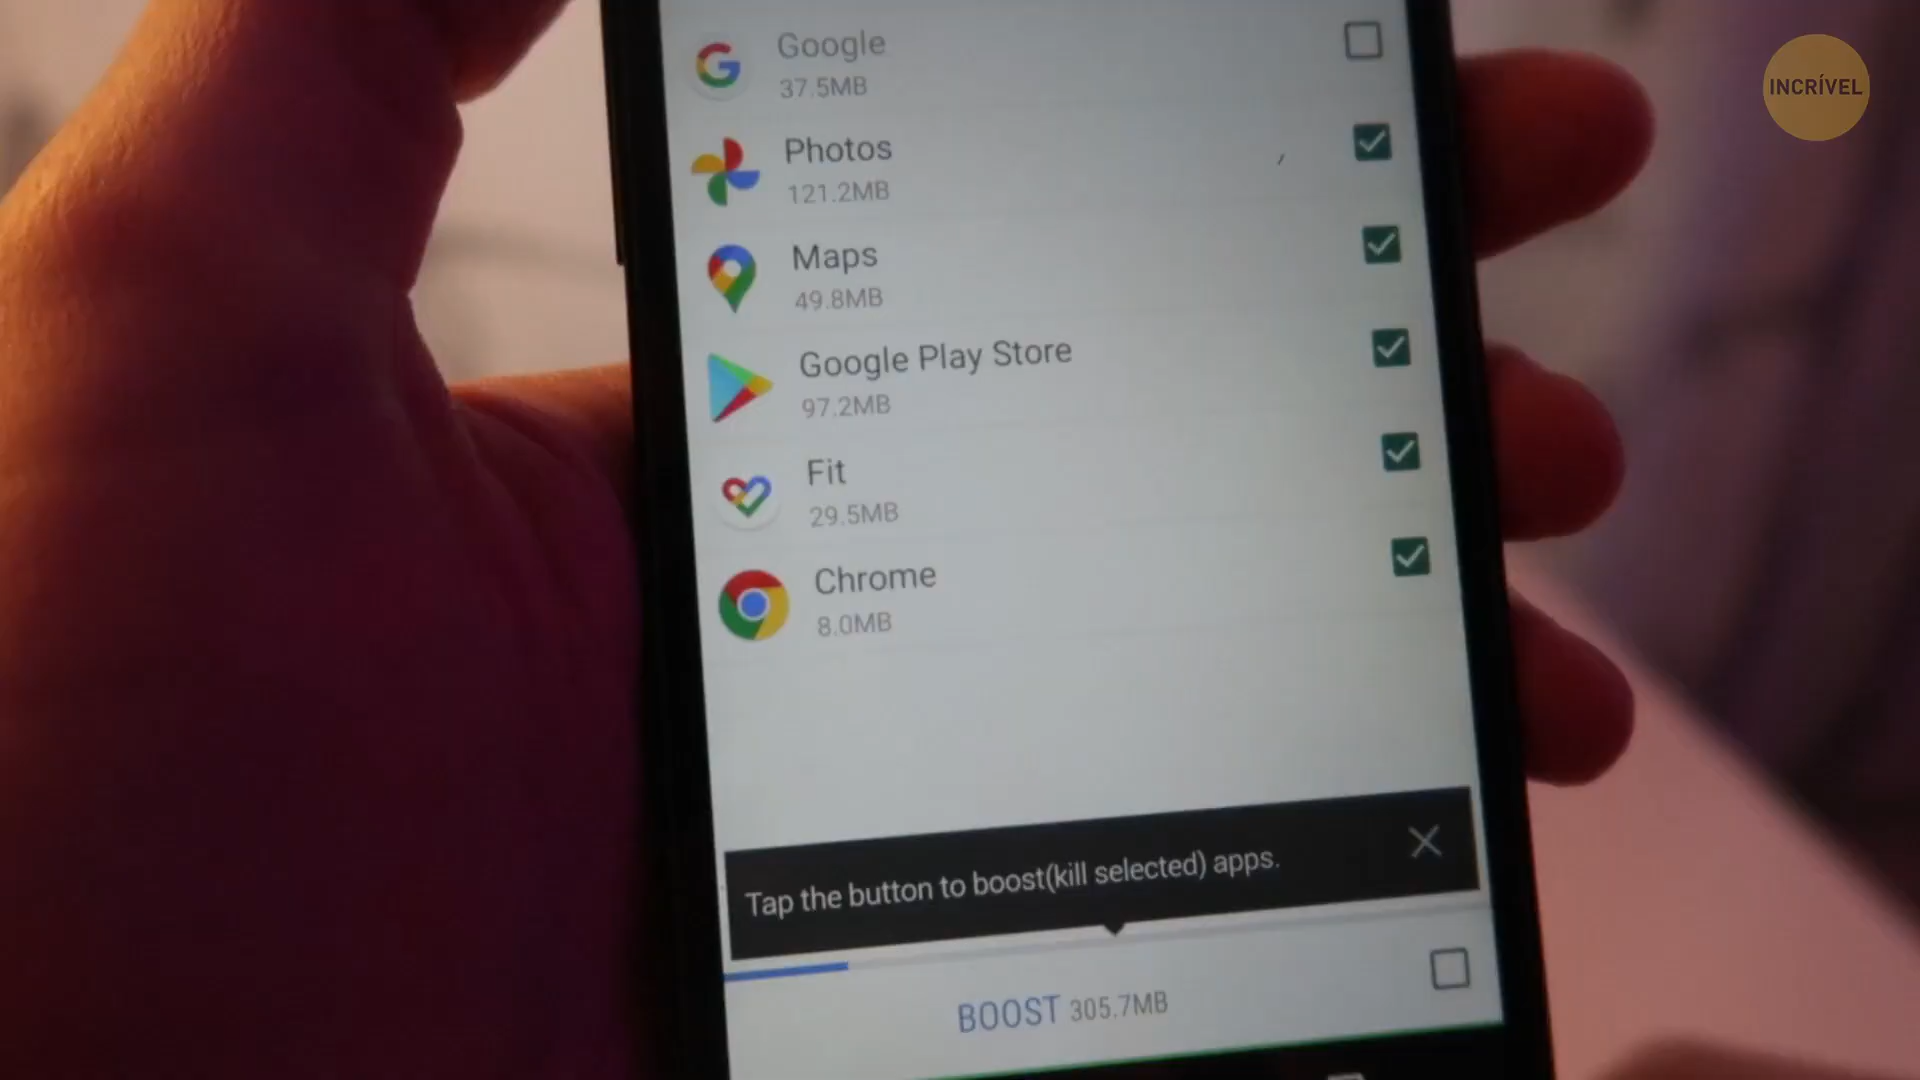 INCRÍVEL
Google
37.5MB
Photos
121.2MB
Maps
49.8MB
Google Play Store
97.2MB
Fit
29.5MB
Chrome
8.0MB
Tap the button to boost(kill selected) apps.
BOOST 305.7MB